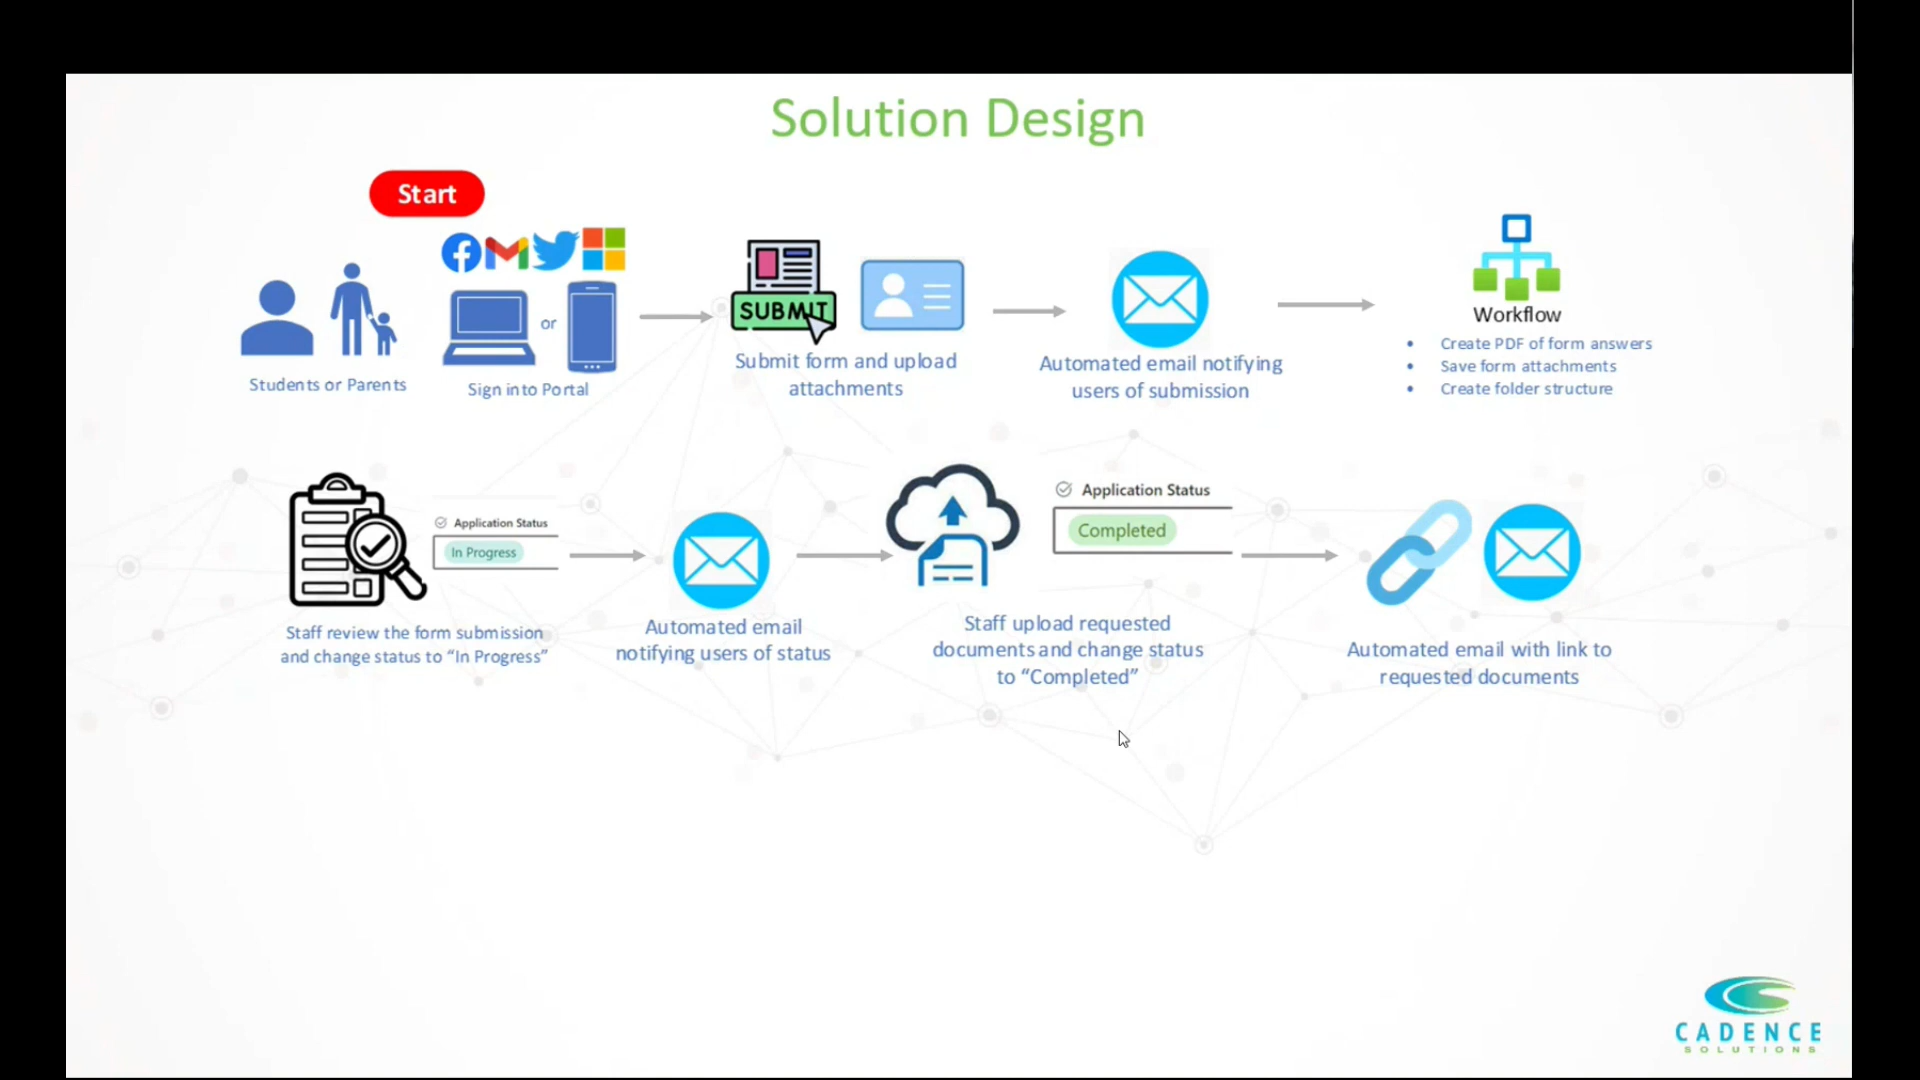 Solution Design
Start
Students or Parents
or
Sign into Portal
SUBMIT
Submit form and upload
attachments
Automated email notifying
users of submission
Workflow
• Create PDF of form answers
• Save form attachments
• Create folder structure
Application Status
In Progress
Staff review the form submission
and change status to “In Progress”
Automated email
notifying users of status
Application Status
Completed
Staff upload requested
documents and change status
to “Completed”
Automated email with link to
requested documents
CADENCE
SOLUTIONS